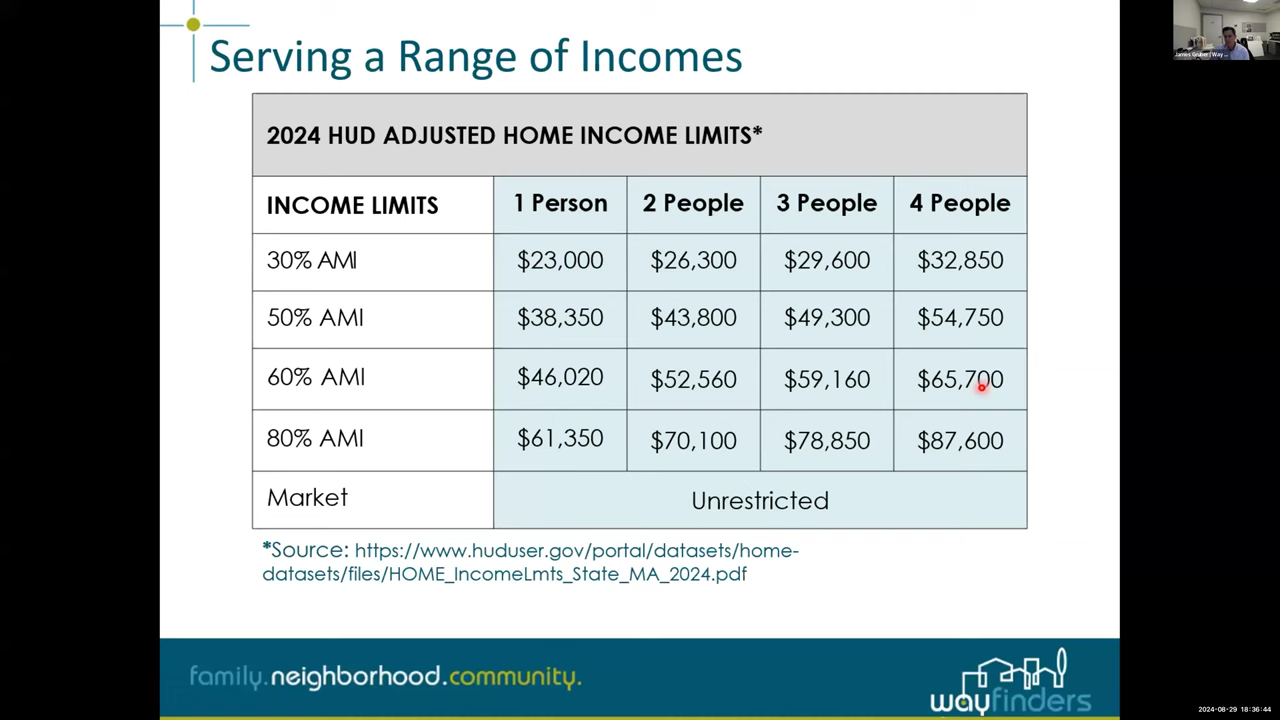 Serving a Range of Incomes
2024 HUD ADJUSTED HOME INCOME LIMITS*
INCOME LIMITS 1 Person 2 People 3 People 4 People
30% AMI $23,000 $26,300 $29,600 $32,850
50% AMI $38,350 $43,800 $49,300 $54,750
60% AMI $46,020 $52,560 $59,160 $65,700
80% AMI $61,350 $70,100 $78,850 $87,600
Market Unrestricted
*Source: https://www.huduser.gov/portal/datasets/home-
datasets/files/HOME_IncomeLmts_State_MA_2024.pdf
family.neighborhood.community.
wayfinders
James Gruber | Way ...
2024-08-29 18:36:44